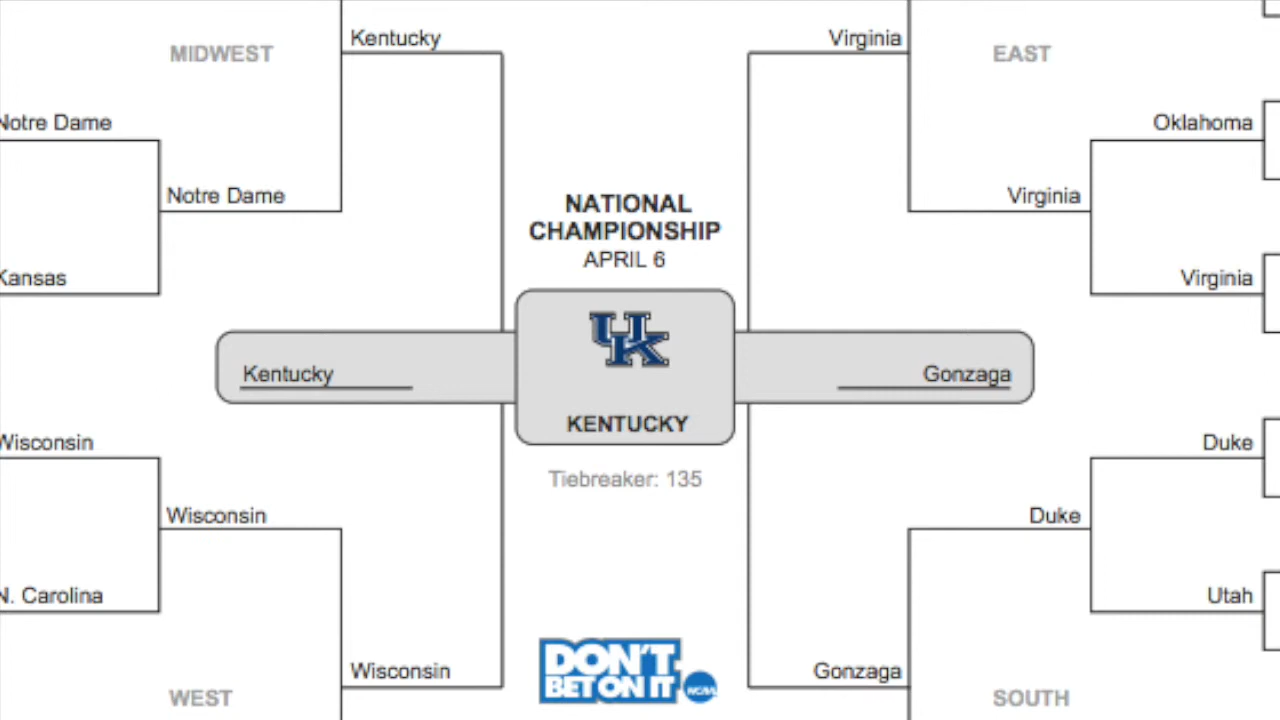 Kentucky
Virginia
MIDWEST
EAST
Notre Dame
Oklahoma
Notre Dame
Virginia
NATIONAL
CHAMPIONSHIP
APRIL 6
Kansas
Virginia
UK
Kentucky
Gonzaga
KENTUCKY
Wisconsin
Duke
Tiebreaker: 135
Wisconsin
Duke
N. Carolina
Utah
DON'T
BET ON IT
NCAA
Wisconsin
Gonzaga
WEST
SOUTH